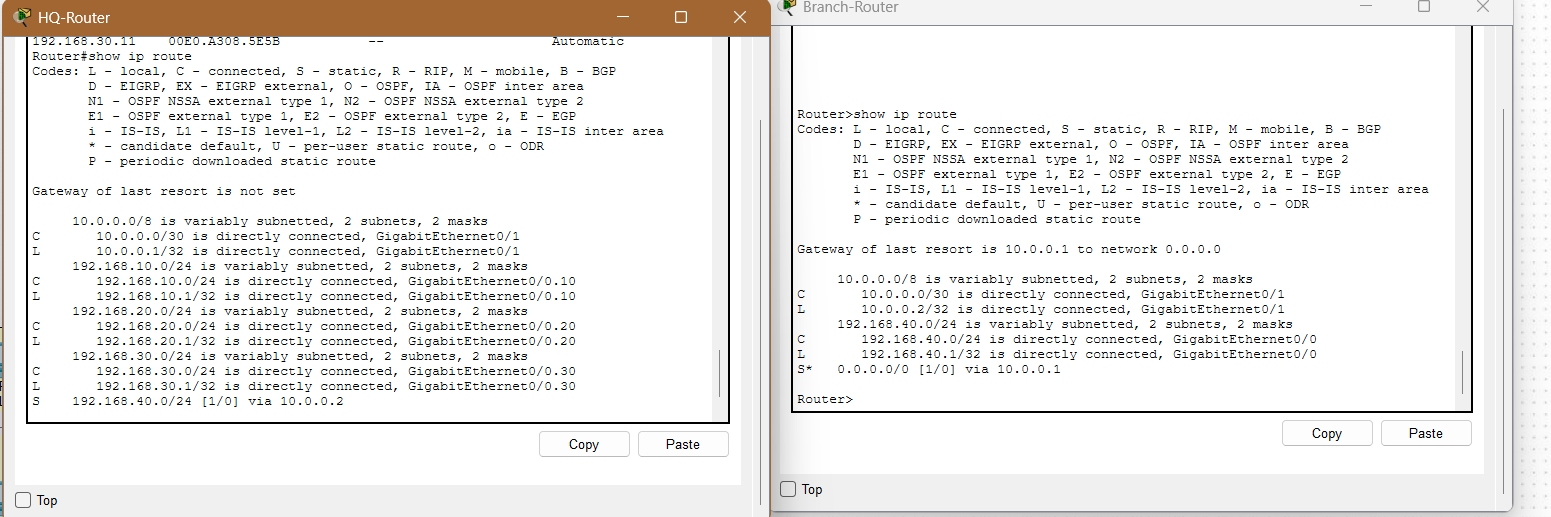 HQ-Router
192.168.30.11    00E0.A308.5E5B           --                     Automatic
Router#show ip route
Codes: L - local, C - connected, S - static, R - RIP, M - mobile, B - BGP
       D - EIGRP, EX - EIGRP external, O - OSPF, IA - OSPF inter area
       N1 - OSPF NSSA external type 1, N2 - OSPF NSSA external type 2
       E1 - OSPF external type 1, E2 - OSPF external type 2, E - EGP
       i - IS-IS, L1 - IS-IS level-1, L2 - IS-IS level-2, ia - IS-IS inter area
       * - candidate default, U - per-user static route, o - ODR
       P - periodic downloaded static route
Gateway of last resort is not set
     10.0.0.0/8 is variably subnetted, 2 subnets, 2 masks
C       10.0.0.0/30 is directly connected, GigabitEthernet0/1
L       10.0.0.1/32 is directly connected, GigabitEthernet0/1
     192.168.10.0/24 is variably subnetted, 2 subnets, 2 masks
C       192.168.10.0/24 is directly connected, GigabitEthernet0/0.10
L       192.168.10.1/32 is directly connected, GigabitEthernet0/0.10
     192.168.20.0/24 is variably subnetted, 2 subnets, 2 masks
C       192.168.20.0/24 is directly connected, GigabitEthernet0/0.20
L       192.168.20.1/32 is directly connected, GigabitEthernet0/0.20
     192.168.30.0/24 is variably subnetted, 2 subnets, 2 masks
C       192.168.30.0/24 is directly connected, GigabitEthernet0/0.30
L       192.168.30.1/32 is directly connected, GigabitEthernet0/0.30
S    192.168.40.0/24 [1/0] via 10.0.0.2
Copy
Paste
Top
Branch-Router
Router>show ip route
Codes: L - local, C - connected, S - static, R - RIP, M - mobile, B - BGP
       D - EIGRP, EX - EIGRP external, O - OSPF, IA - OSPF inter area
       N1 - OSPF NSSA external type 1, N2 - OSPF NSSA external type 2
       E1 - OSPF external type 1, E2 - OSPF external type 2, E - EGP
       i - IS-IS, L1 - IS-IS level-1, L2 - IS-IS level-2, ia - IS-IS inter area
       * - candidate default, U - per-user static route, o - ODR
       P - periodic downloaded static route
Gateway of last resort is 10.0.0.1 to network 0.0.0.0
     10.0.0.0/8 is variably subnetted, 2 subnets, 2 masks
C       10.0.0.0/30 is directly connected, GigabitEthernet0/1
L       10.0.0.2/32 is directly connected, GigabitEthernet0/1
     192.168.40.0/24 is variably subnetted, 2 subnets, 2 masks
C       192.168.40.0/24 is directly connected, GigabitEthernet0/0
L       192.168.40.1/32 is directly connected, GigabitEthernet0/0
S*   0.0.0.0/0 [1/0] via 10.0.0.1
Router>
Copy
Paste
Top